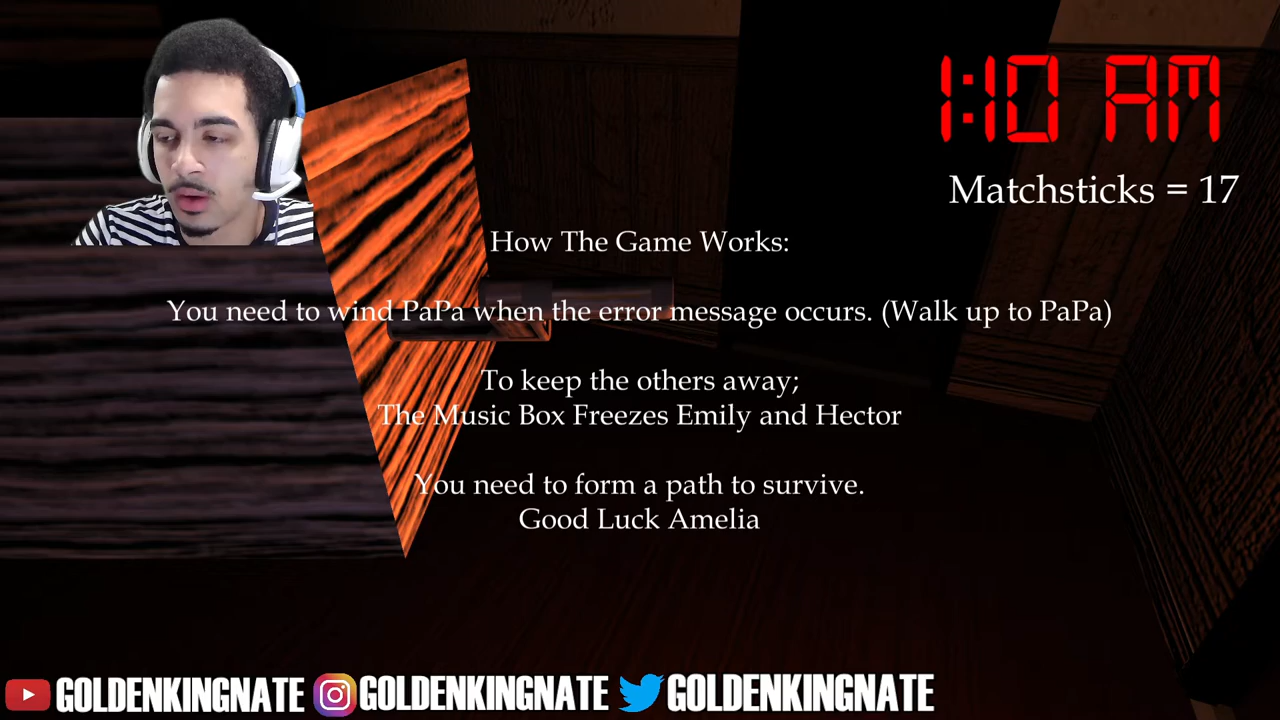 1:10 AM
Matchsticks = 17
How The Game Works:
You need to wind PaPa when the error message occurs. (Walk up to PaPa)
To keep the others away;
The Music Box Freezes Emily and Hector
You need to form a path to survive.
Good Luck Amelia
GOLDENKINGNATE GOLDENKINGNATE GOLDENKINGNATE